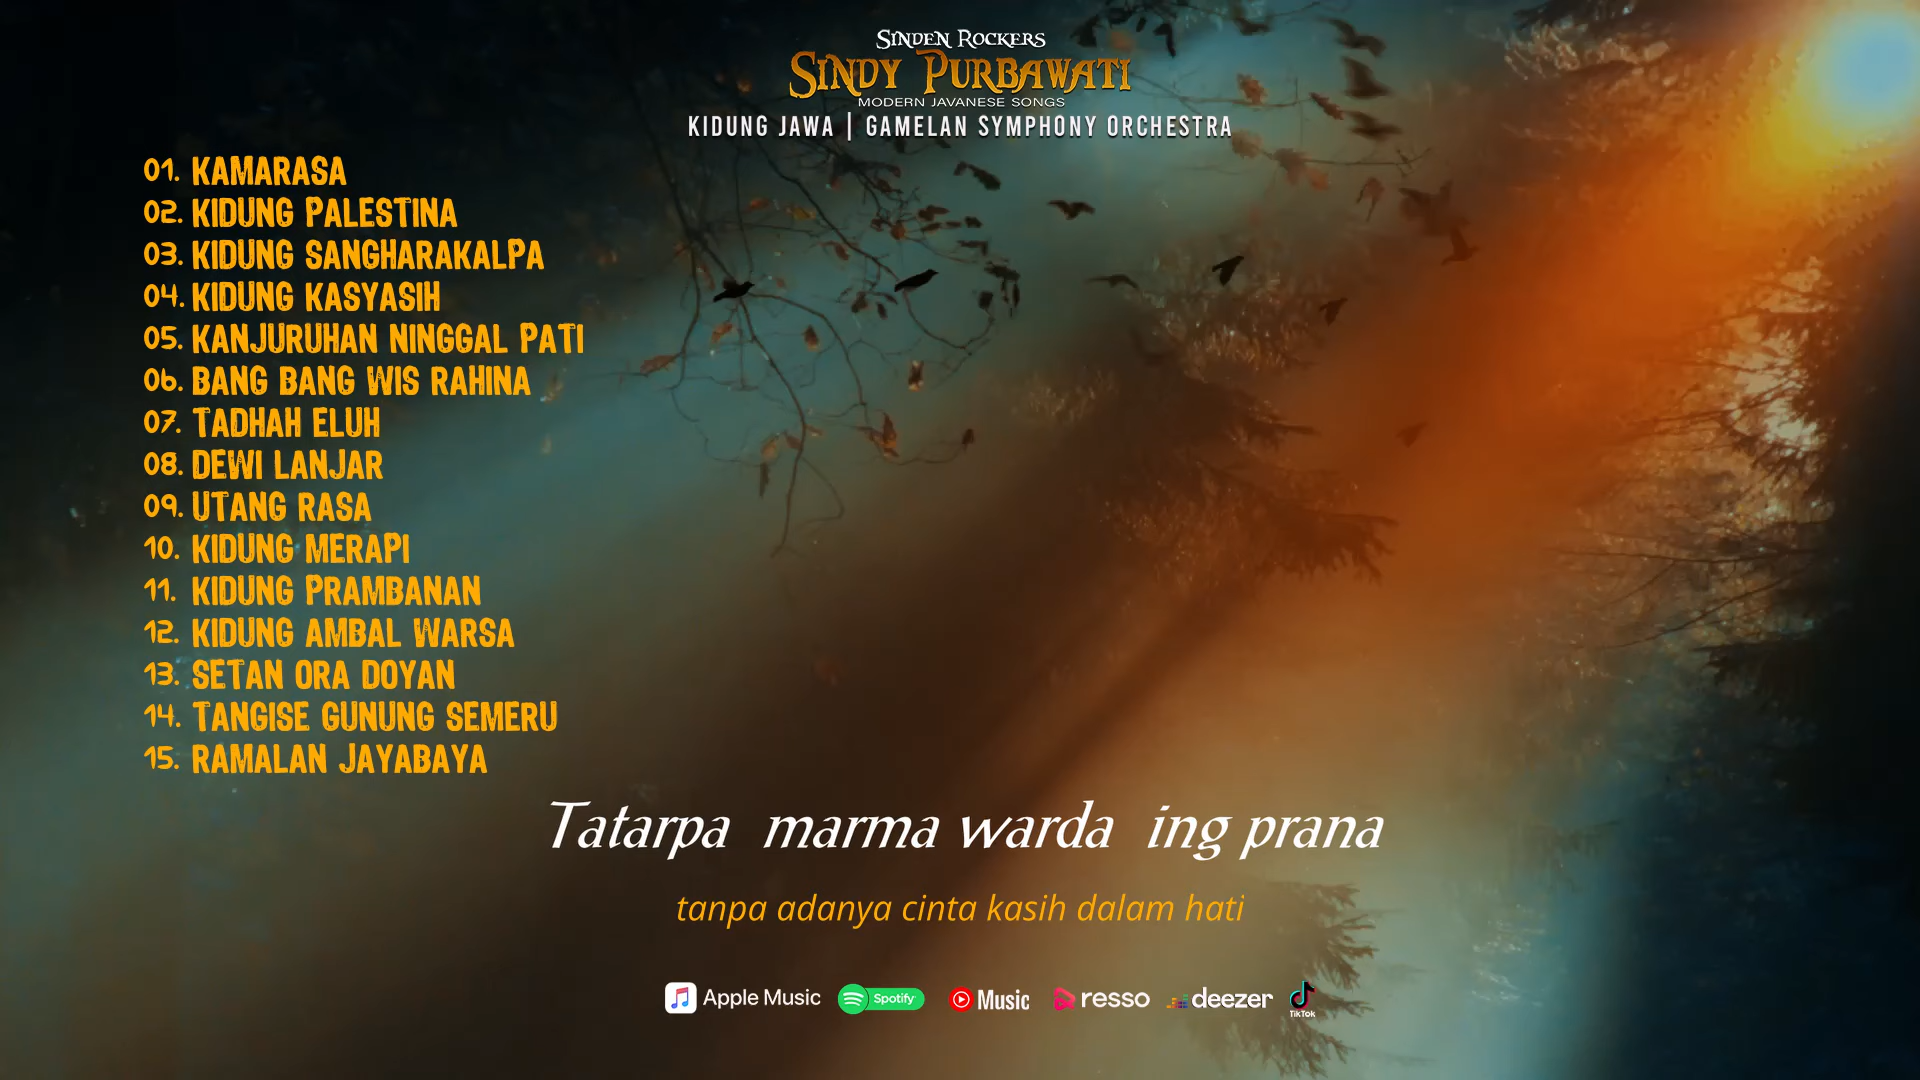 SINDEN ROCKERS
SINDY PURBAWATI
MODERN JAVANESE SONGS
KIDUNG JAWA | GAMELAN SYMPHONY ORCHESTRA
01. KAMARASA
02. KIDUNG PALESTINA
03. KIDUNG SANGHARAKALPA
04. KIDUNG KASYASIH
05. KANJURUHAN NINGGAL PATI
06. BANG BANG WIS RAHINA
07. TADHAH ELUH
08. DEWI LANJAR
09. UTANG RASA
10. KIDUNG MERAPI
11. KIDUNG PRAMBANAN
12. KIDUNG AMBAL WARSA
13. SETAN ORA DOYAN
14. TANGISE GUNUNG SEMERU
15. RAMALAN JAYABAYA
Tatarpa marma warda ing prana
tanpa adanya cinta kasih dalam hati
Apple Music Spotify Music resso deezer TikTok